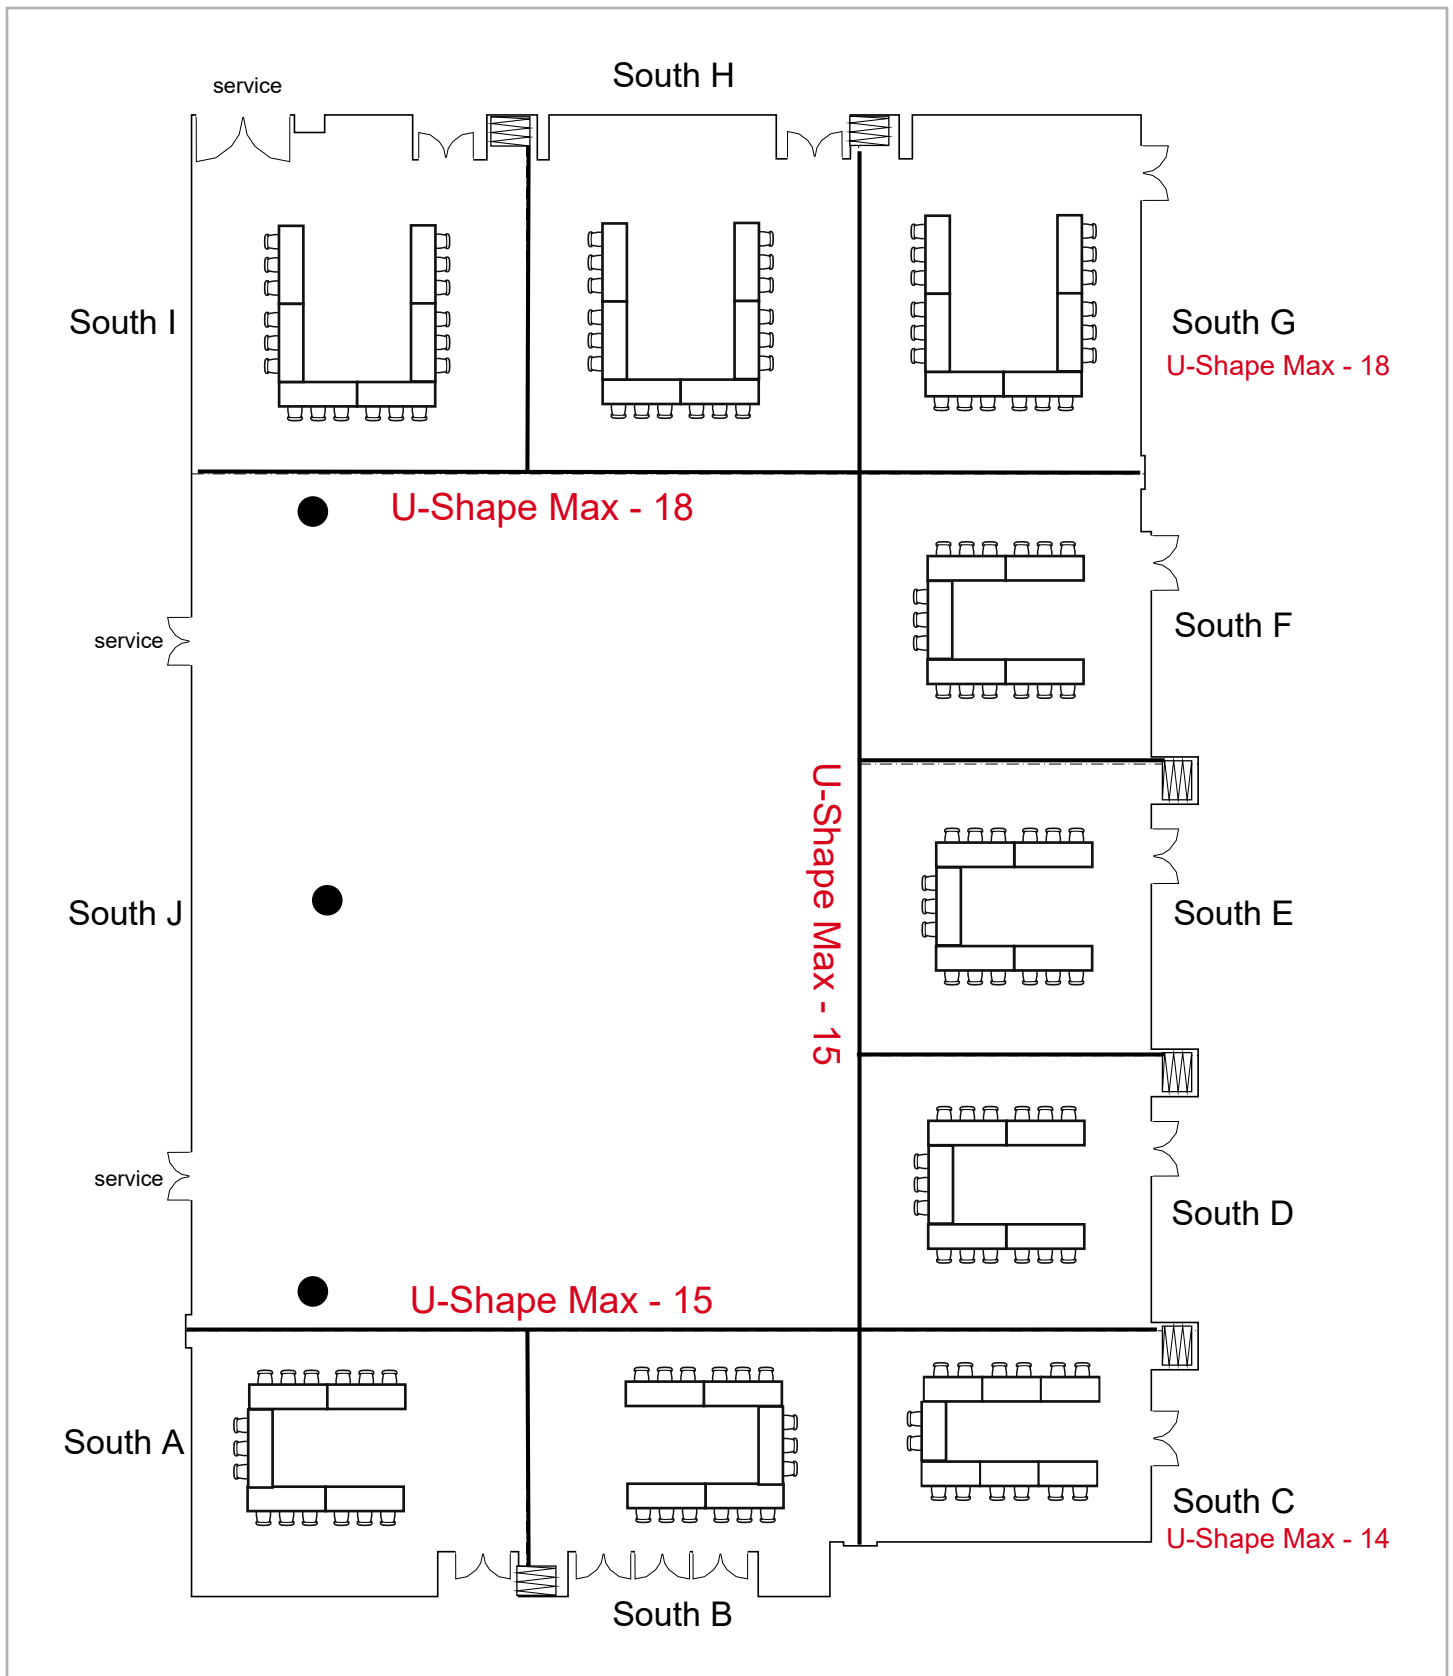 South H
service
South I
South G
U-Shape Max - 18
U-Shape Max - 18
South F
service
U-Shape Max - 15
South J
South E
service
South D
U-Shape Max - 15
South A
South C
U-Shape Max - 14
South B